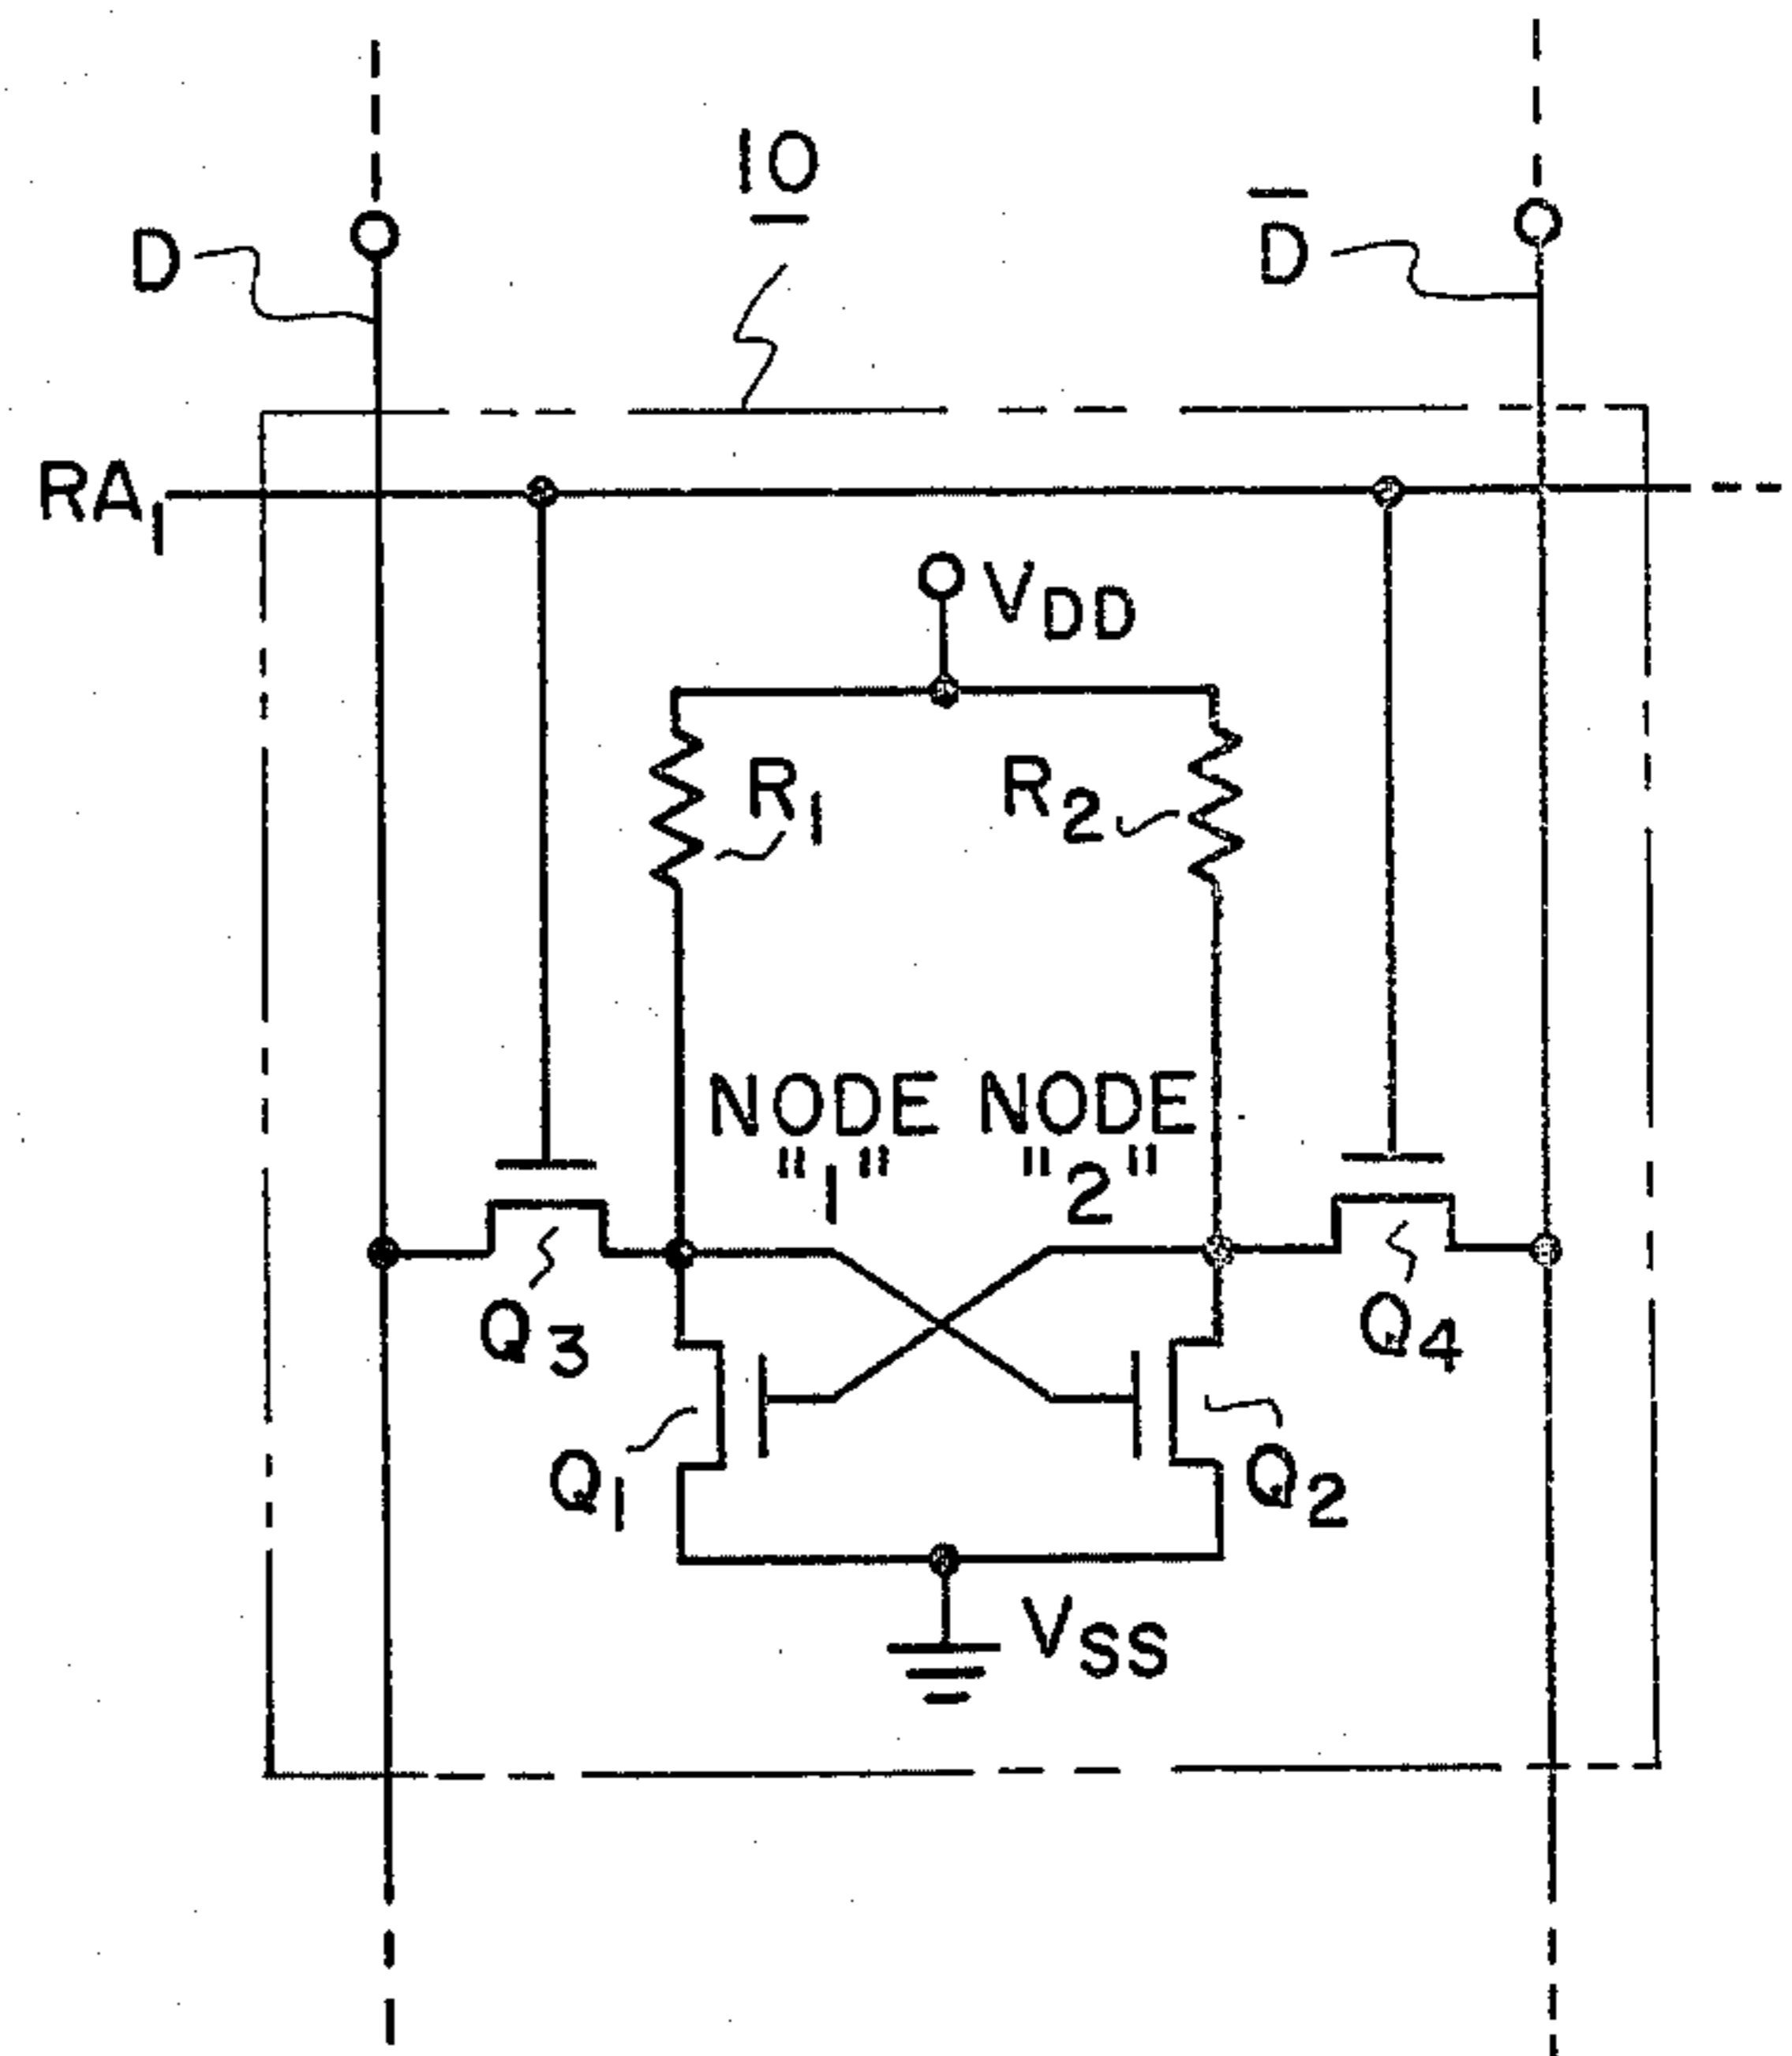 10
D
D̅
RA1
VDD
R1
R2
NODE "1"
NODE "2"
Q3
Q4
Q1
Q2
VSS